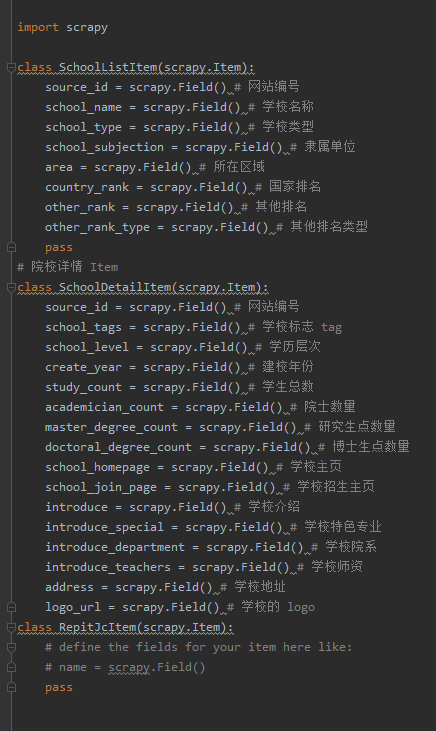 import scrapy
class SchoolListItem(scrapy.Item):
source_id = scrapy.Field() # 网站编号
school_name = scrapy.Field() # 学校名称
school_type = scrapy.Field() # 学校类型
school_subjection = scrapy.Field() # 隶属单位
area = scrapy.Field() # 所在区域
country_rank = scrapy.Field() # 国家排名
other_rank = scrapy.Field() # 其他排名
other_rank_type = scrapy.Field() # 其他排名类型
pass
# 院校详情 Item
class SchoolDetailItem(scrapy.Item):
source_id = scrapy.Field() # 网站编号
school_tags = scrapy.Field() # 学校标志 tag
school_level = scrapy.Field() # 学历层次
create_year = scrapy.Field() # 建校年份
study_count = scrapy.Field() # 学生总数
academician_count = scrapy.Field() # 院士数量
master_degree_count = scrapy.Field() # 研究生点数量
doctoral_degree_count = scrapy.Field() # 博士生点数量
school_homepage = scrapy.Field() # 学校主页
school_join_page = scrapy.Field() # 学校招生主页
introduce = scrapy.Field() # 学校介绍
introduce_special = scrapy.Field() # 学校特色专业
introduce_department = scrapy.Field() # 学校院系
introduce_teachers = scrapy.Field() # 学校师资
address = scrapy.Field() # 学校地址
logo_url = scrapy.Field() # 学校的 logo
class RepitJcItem(scrapy.Item):
# define the fields for your item here like:
# name = scrapy.Field()
pass